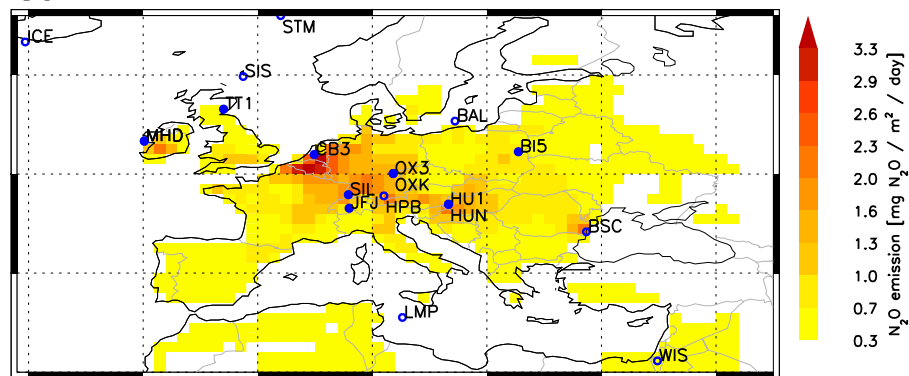 ICE
STM
SIS
TT1
BAL
MHD
CB3
BI5
OX3
OXK
SIL
HPB
JFJ
HU1
HUN
BSC
LMP
WIS
3.3
2.9
2.6
2.3
2.0
1.6
1.3
1.0
0.7
0.3
N₂O emission [mg N₂O / m² / day]